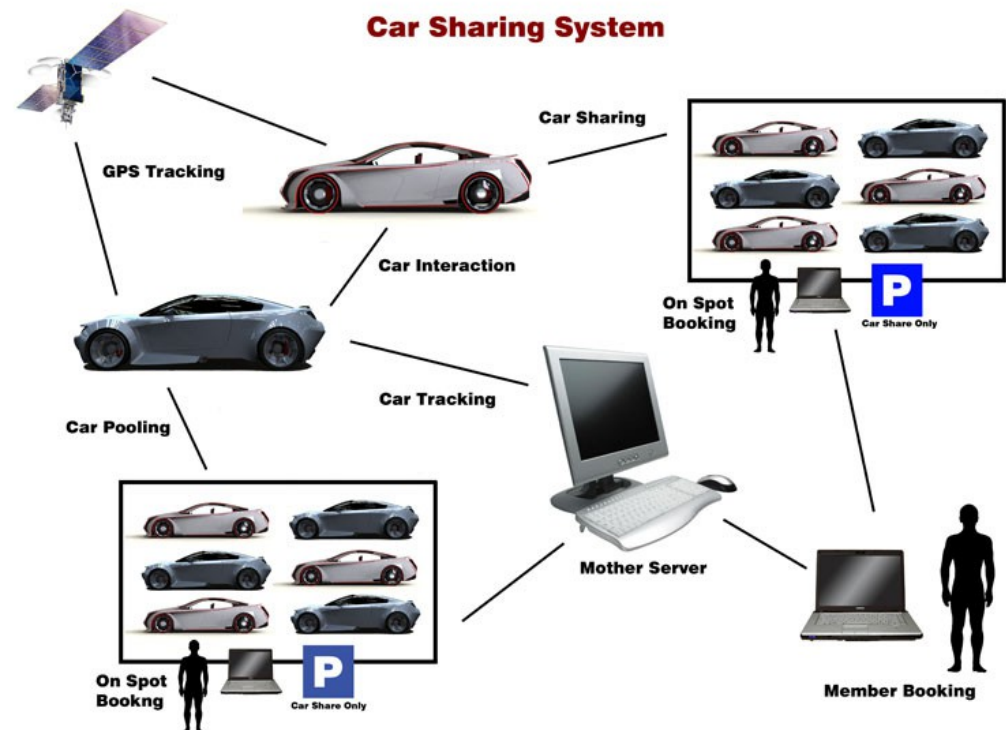 Car Sharing System
Car Sharing
GPS Tracking
Car Interaction
On Spot
Booking
P
Car Share Only
Car Tracking
Car Pooling
Mother Server
On Spot
Bookng
P
Car Share Only
Member Booking